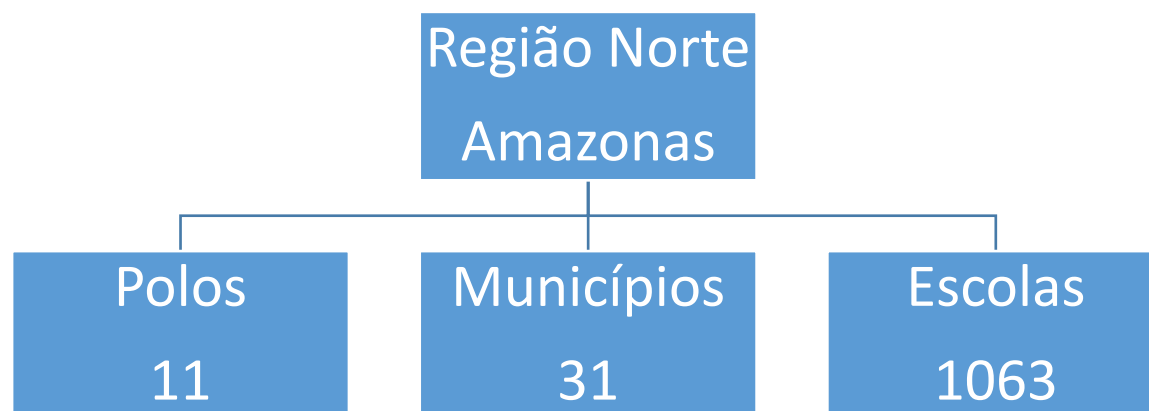 Região Norte
Amazonas
Polos
11
Municípios
31
Escolas
1063